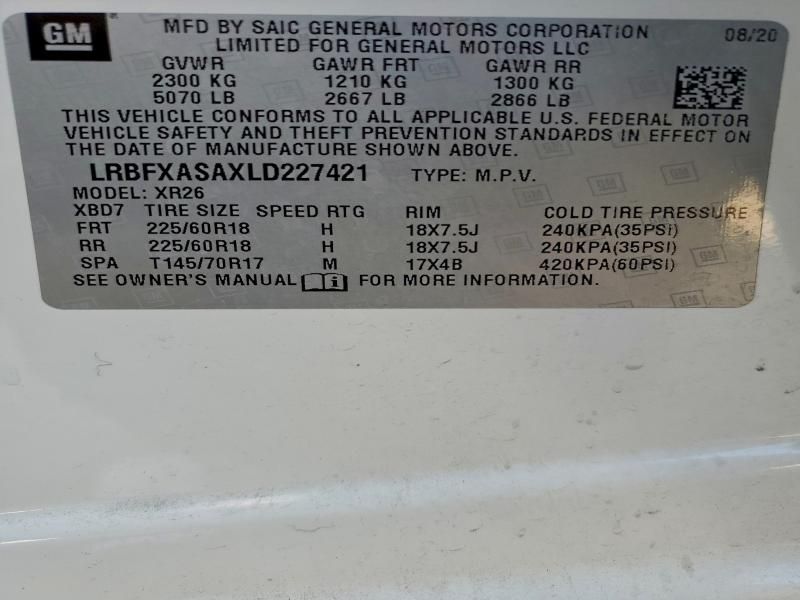 GM
MFD BY SAIC GENERAL MOTORS CORPORATION 08/20
LIMITED FOR GENERAL MOTORS LLC
GVWR GAWR FRT GAWR RR
2300 KG 1210 KG 1300 KG
5070 LB 2667 LB 2866 LB
THIS VEHICLE CONFORMS TO ALL APPLICABLE U.S. FEDERAL MOTOR
VEHICLE SAFETY AND THEFT PREVENTION STANDARDS IN EFFECT ON
THE DATE OF MANUFACTURE SHOWN ABOVE.
LRBFXASAXLD227421 TYPE: M.P.V.
MODEL: XR26
XBD7 TIRE SIZE SPEED RTG RIM COLD TIRE PRESSURE
FRT 225/60R18 H 18X7.5J 240KPA(35PSI)
RR 225/60R18 H 18X7.5J 240KPA(35PSI)
SPA T145/70R17 M 17X4B 420KPA(60PSI)
SEE OWNER'S MANUAL FOR MORE INFORMATION.